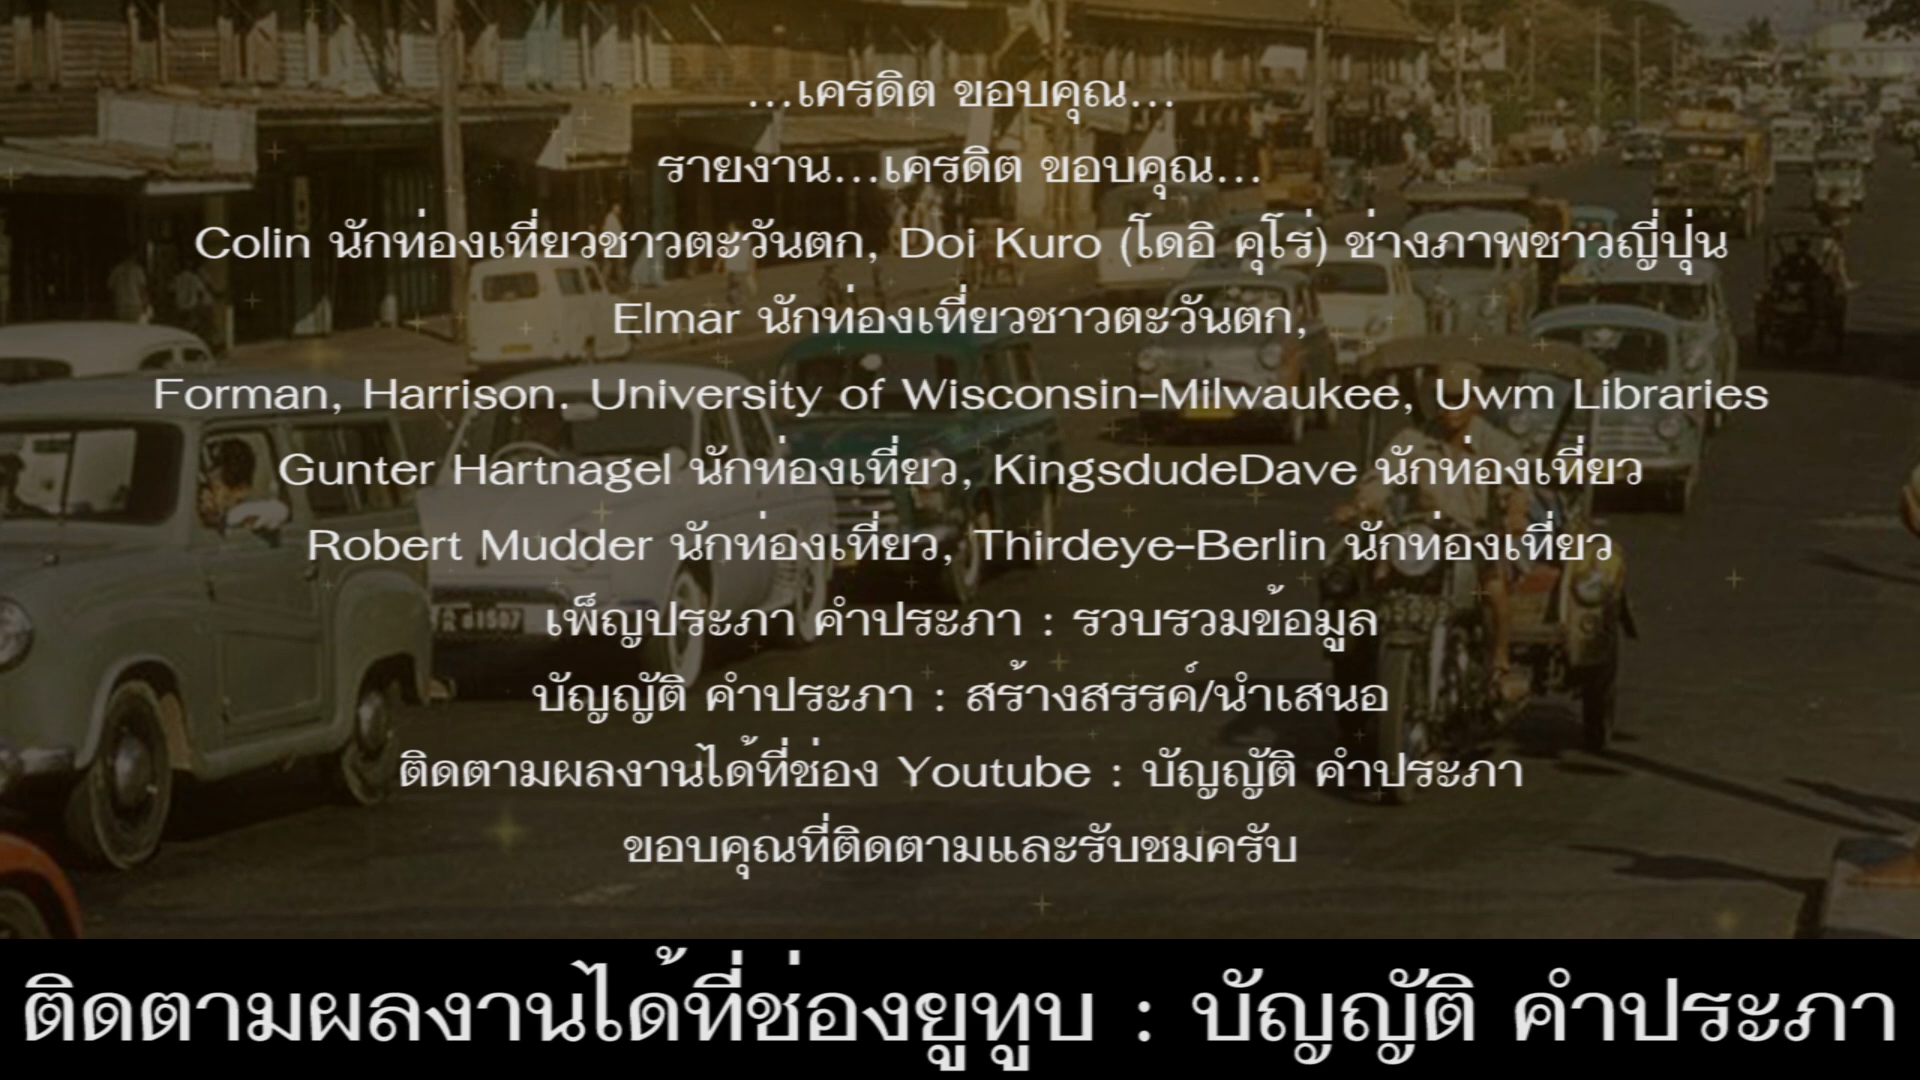 ...เครดิต ขอบคุณ...
รายงาน...เครดิต ขอบคุณ...
Colin นักท่องเที่ยวชาวตะวันตก, Doi Kuro (โดอิ คุโร่) ช่างภาพชาวญี่ปุ่น
Elmar นักท่องเที่ยวชาวตะวันตก,
Forman, Harrison. University of Wisconsin-Milwaukee, Uwm Libraries
Gunter Hartnagel นักท่องเที่ยว, KingsdudeDave นักท่องเที่ยว
Robert Mudder นักท่องเที่ยว, Thirdeye-Berlin นักท่องเที่ยว
เพ็ญประภา คำประภา : รวบรวมข้อมูล
บัญญัติ คำประภา : สร้างสรรค์/นำเสนอ
ติดตามผลงานได้ที่ช่อง Youtube : บัญญัติ คำประภา
ขอบคุณที่ติดตามและรับชมครับ
ติดตามผลงานได้ที่ช่องยูทูบ : บัญญัติ คำประภา